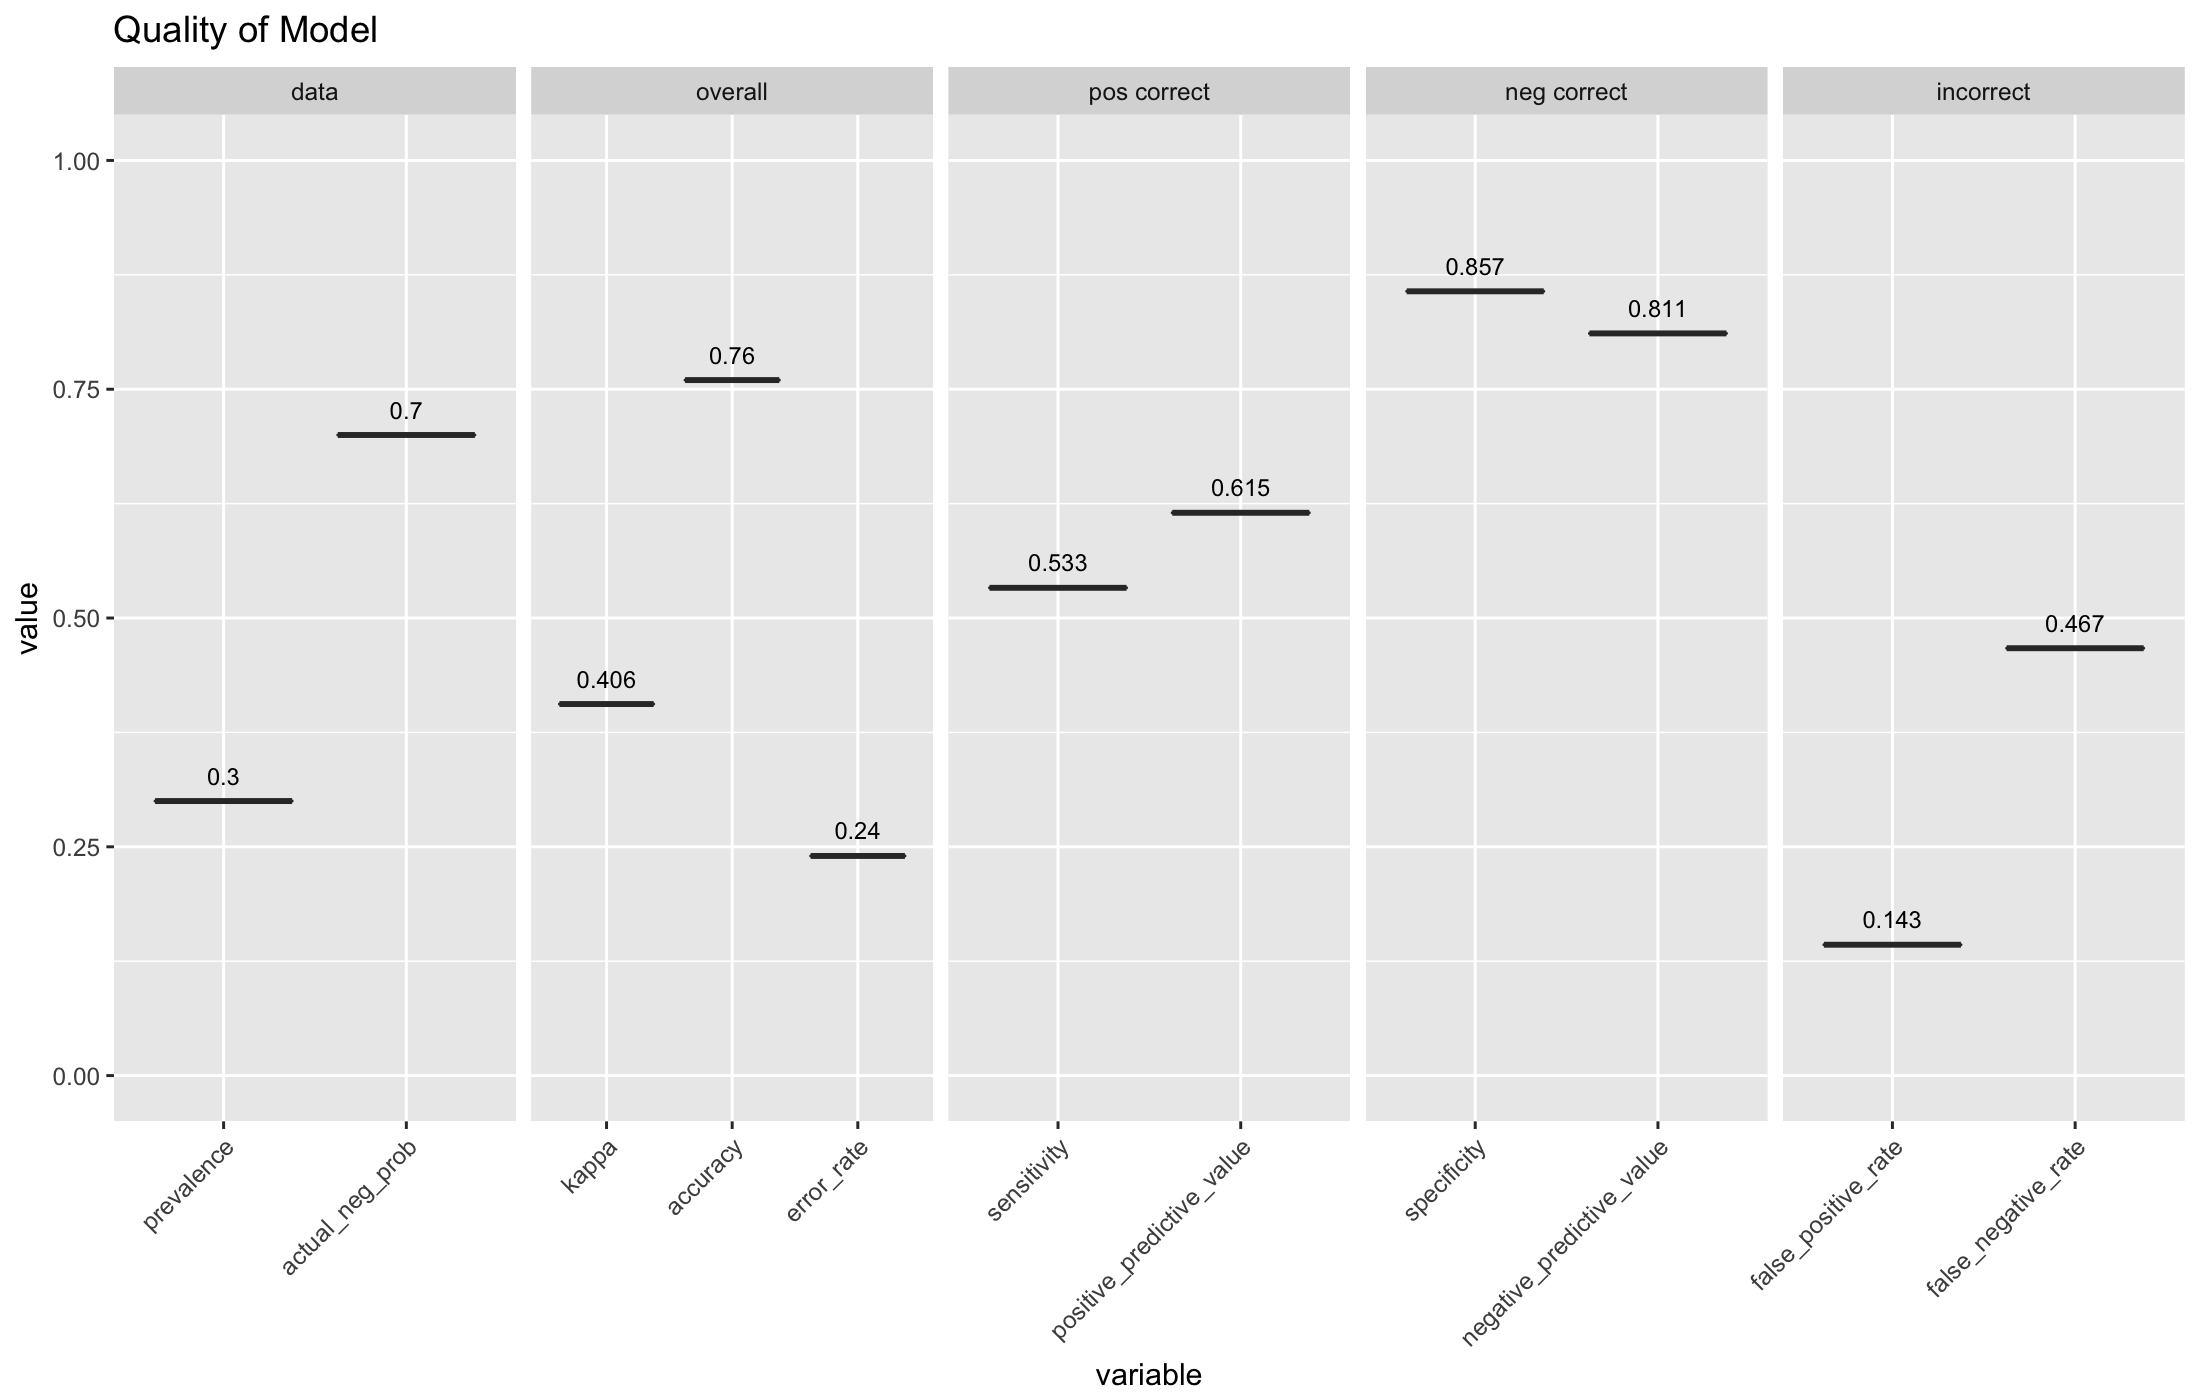 Quality of Model
data
overall
pos correct
neg correct
incorrect
value
1.00
0.75
0.50
0.25
0.00
0.3
0.7
0.406
0.76
0.24
0.533
0.615
0.857
0.811
0.143
0.467
prevalence
actual_neg_prob
kappa
accuracy
error_rate
sensitivity
positive_predictive_value
specificity
negative_predictive_value
false_positive_rate
false_negative_rate
variable